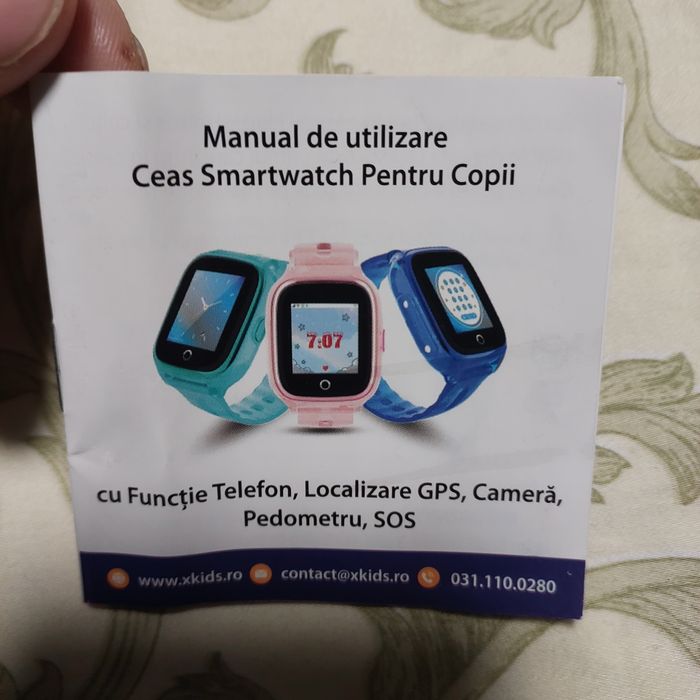 Manual de utilizare
Ceas Smartwatch Pentru Copii
7:07
cu Funcție Telefon, Localizare GPS, Cameră,
Pedometru, SOS
www.xkids.ro contact@xkids.ro 031.110.0280